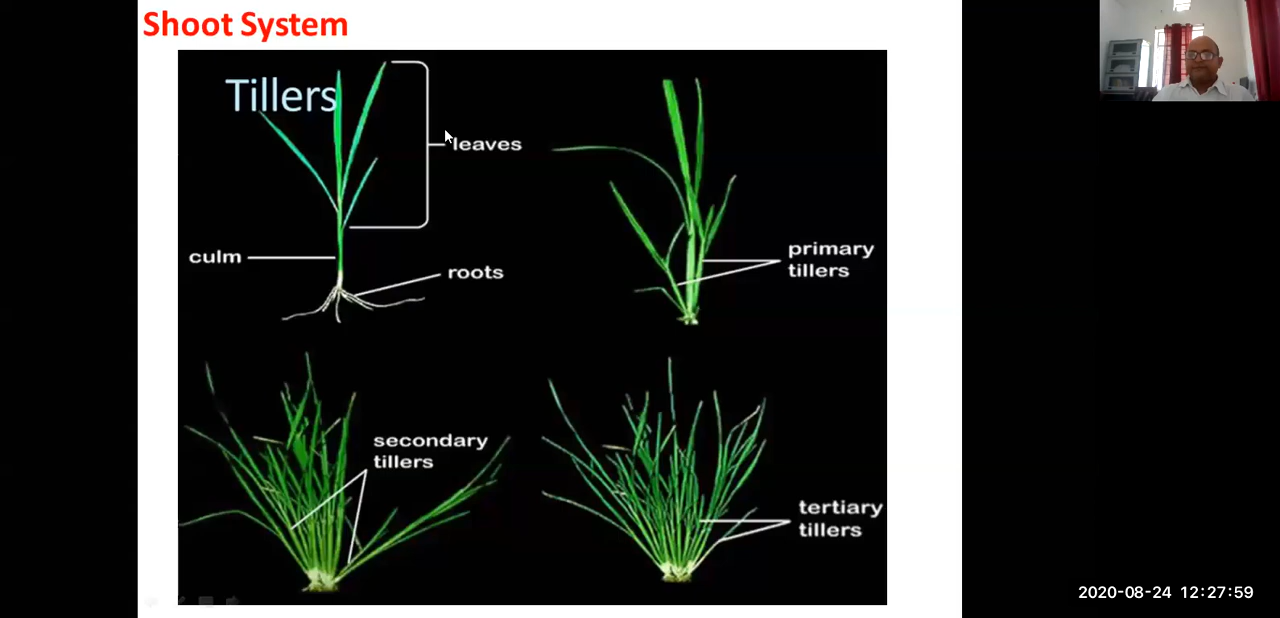 Shoot System
Tillers
leaves
culm
roots
primary
tillers
secondary
tillers
tertiary
tillers
2020-08-24 12:27:59